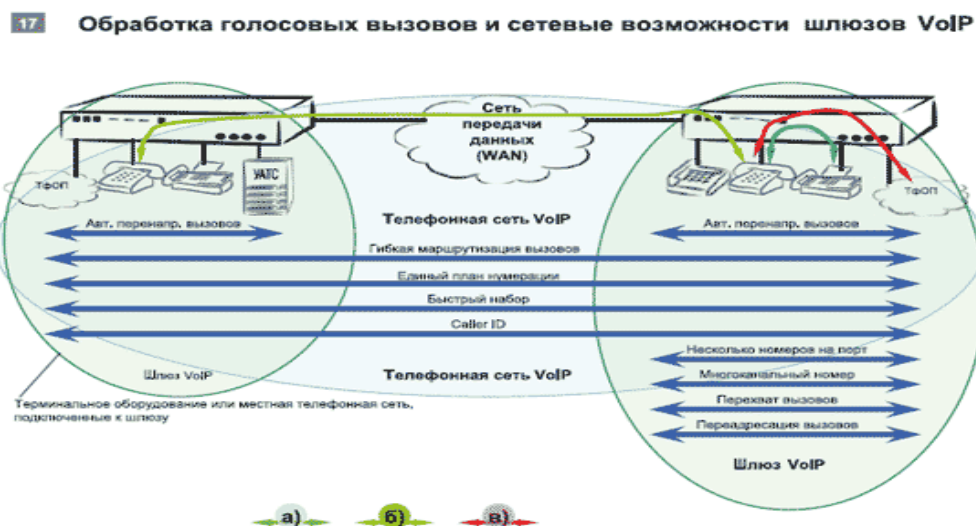 17 Обработка голосовых вызовов и сетевые возможности шлюзов VoIP
Сеть
передачи
данных
(WAN)
ТФОП
УАТС
ТФОП
Телефонная сеть VoIP
Авт. перенапр. вызовов
Авт. перенапр. вызовов
Гибкая маршрутизация вызовов
Единый план нумерации
Быстрый набор
Caller ID
Несколько номеров на порт
Шлюз VoIP
Телефонная сеть VoIP
Многоканальный номер
Терминальное оборудование или местная телефонная сеть,
подключенные к шлюзу
Перехват вызовов
Переадресация вызовов
Шлюз VoIP
а)
б)
в)